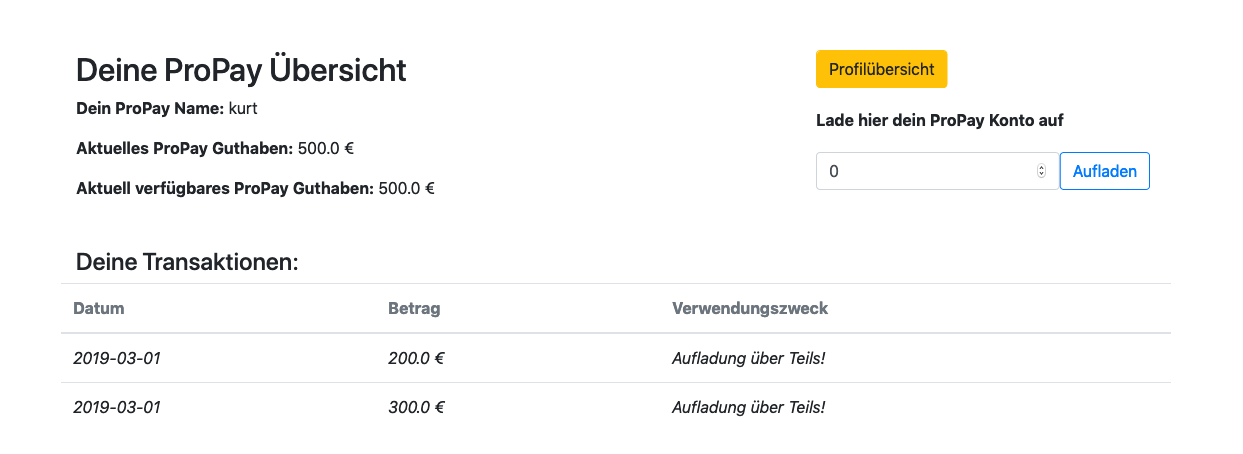 Deine ProPay Übersicht
Dein ProPay Name: kurt
Aktuelles ProPay Guthaben: 500.0 €
Aktuell verfügbares ProPay Guthaben: 500.0 €
Profilübersicht
Lade hier dein ProPay Konto auf
0 Aufladen
Deine Transaktionen:
Datum Betrag Verwendungszweck
2019-03-01 200.0 € Aufladung über Teils!
2019-03-01 300.0 € Aufladung über Teils!